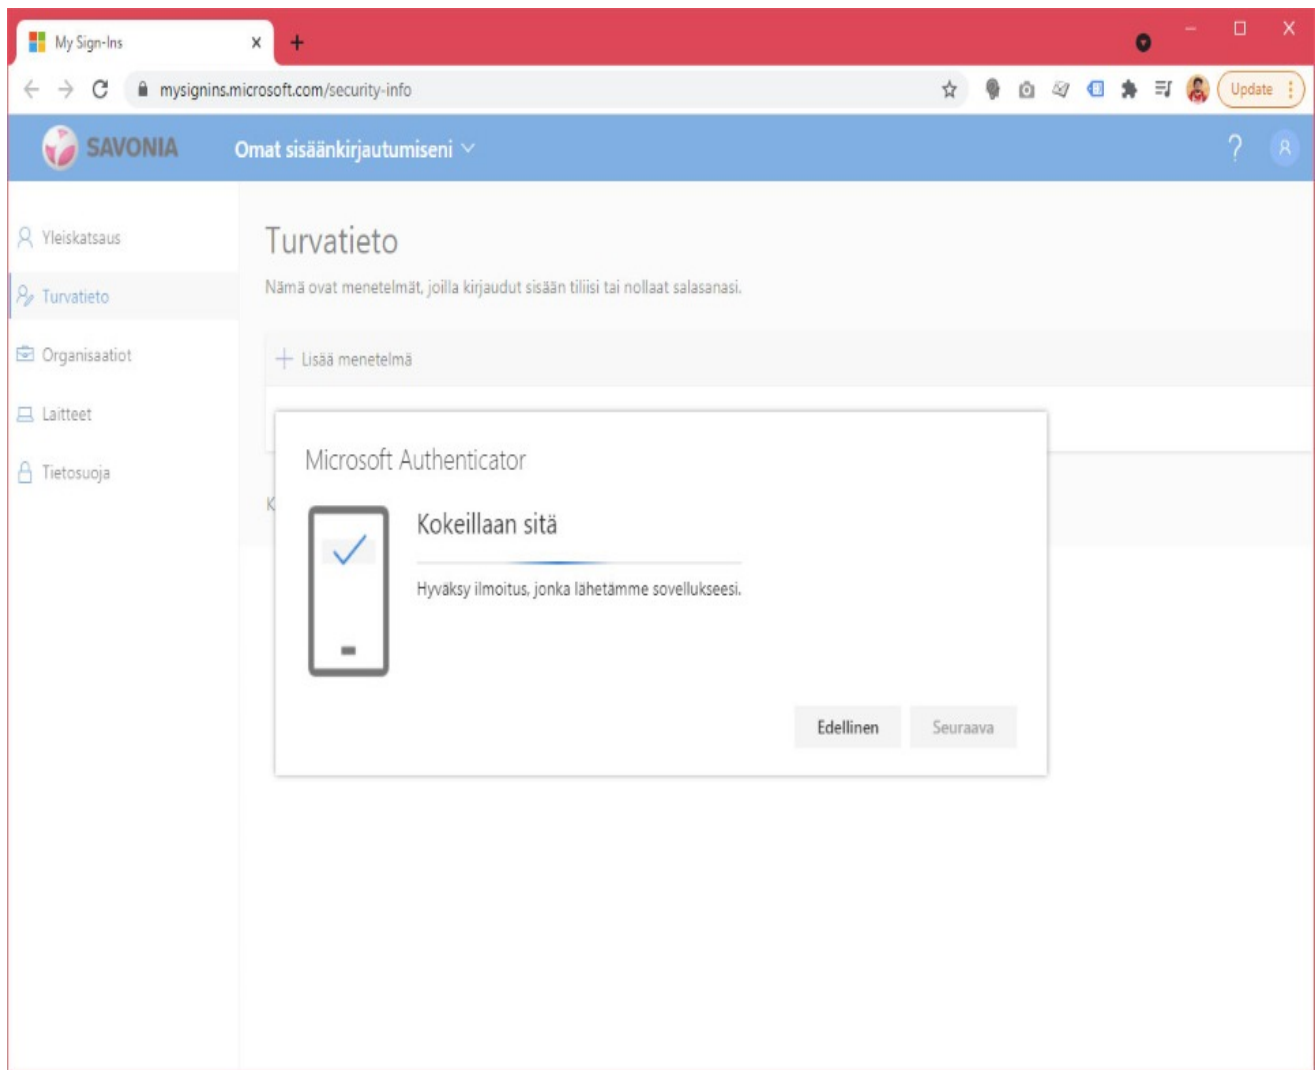 My Sign-Ins
mysignins.microsoft.com/security-info
Update
SAVONIA
Omat sisäänkirjautumiseni
?
Yleiskatsaus
Turvatieto
Organisaatiot
Laitteet
Tietosuoja
Turvatieto
Nämä ovat menetelmät, joilla kirjaudut sisään tiliisi tai nollaat salasanasi.
Lisää menetelmä
K
Microsoft Authenticator
Kokeillaan sitä
Hyväksy ilmoitus, jonka lähetämme sovellukseesi.
Edellinen
Seuraava